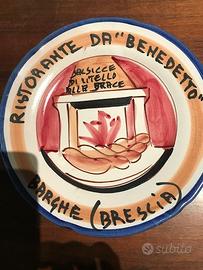 RISTORANTE DA "BENEDETTO"
SALSICCE
DI VITELLO
ALLA BRACE
BARGHE (BRESCIA)
subito